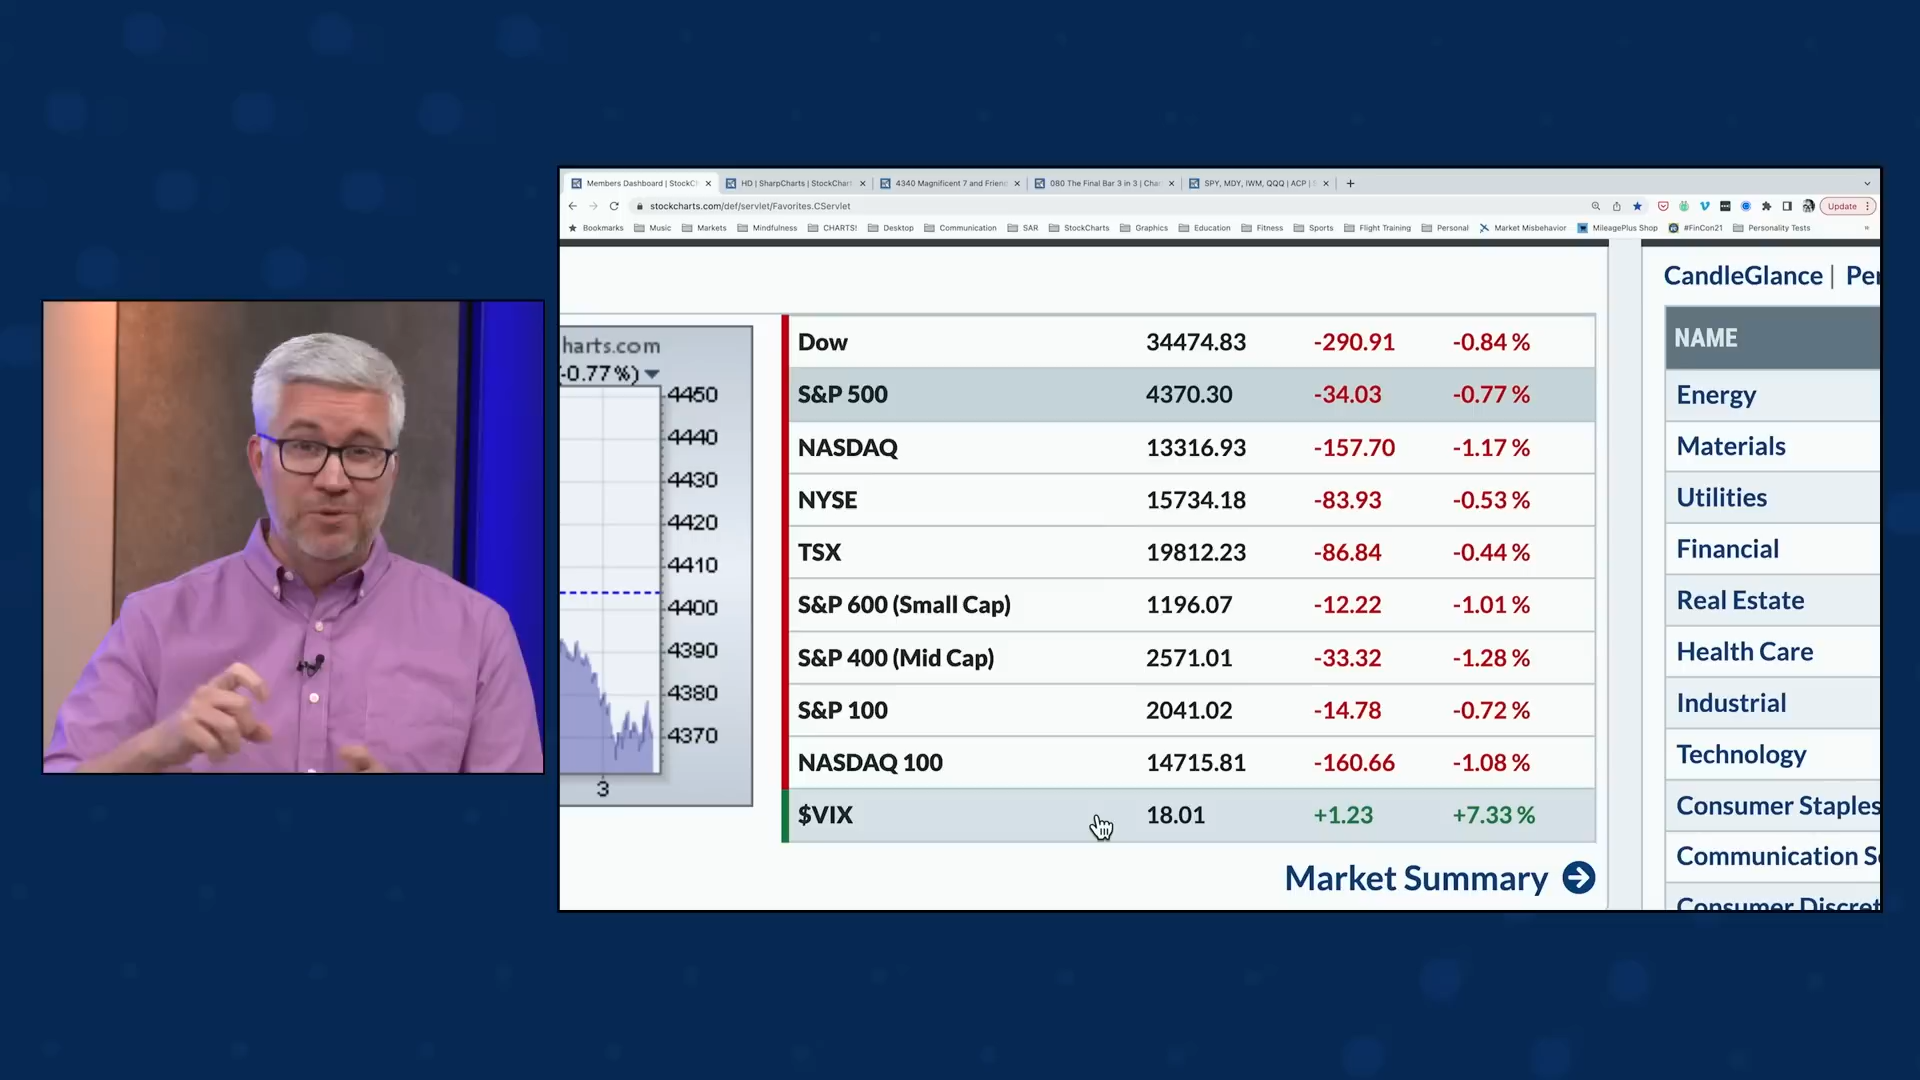 Members Dashboard | StockCh
HD | SharpCharts | StockChart
4340 Magnificent 7 and Friend
080 The Final Bar 3 in 3 | Char
SPY, MDY, IWM, QQQ | ACP |
stockcharts.com/def/servlet/Favorites.CServlet
Update
Bookmarks Music Markets Mindfulness CHARTS! Desktop Communication SAR StockCharts Graphics Education Fitness Sports Flight Training Personal Market Misbehavior MileagePlus Shop #FinCon21 Personality Tests »
harts.com
(-0.77%)
4450
4440
4430
4420
4410
4400
4390
4380
4370
3
Dow 34474.83 -290.91 -0.84 %
S&P 500 4370.30 -34.03 -0.77 %
NASDAQ 13316.93 -157.70 -1.17 %
NYSE 15734.18 -83.93 -0.53 %
TSX 19812.23 -86.84 -0.44 %
S&P 600 (Small Cap) 1196.07 -12.22 -1.01 %
S&P 400 (Mid Cap) 2571.01 -33.32 -1.28 %
S&P 100 2041.02 -14.78 -0.72 %
NASDAQ 100 14715.81 -160.66 -1.08 %
$VIX 18.01 +1.23 +7.33 %
Market Summary
CandleGlance | Per
NAME
Energy
Materials
Utilities
Financial
Real Estate
Health Care
Industrial
Technology
Consumer Staples
Communication S
Consumer Discret